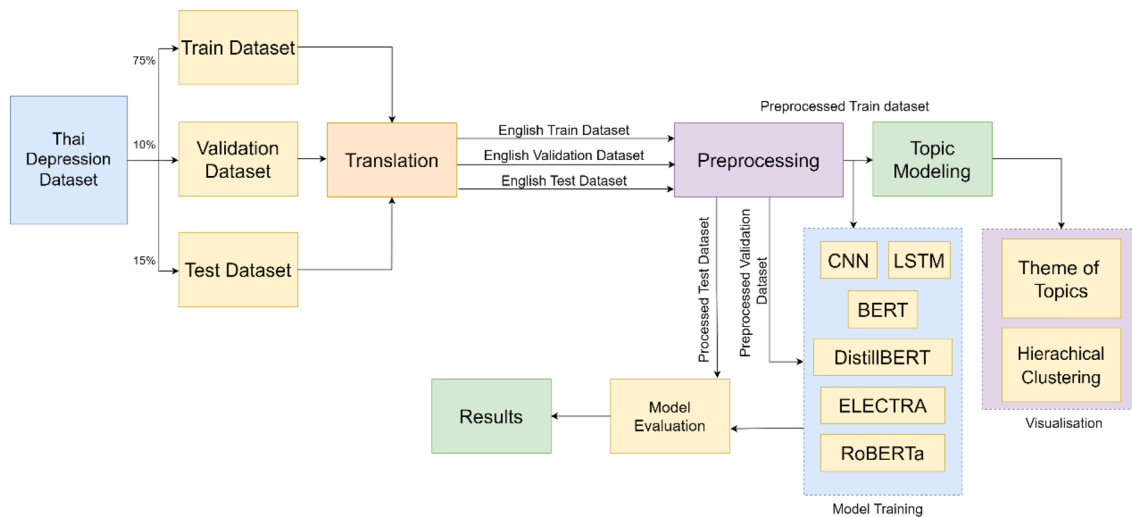 Thai
Depression
Dataset
75%
10%
15%
Train Dataset
Validation
Dataset
Test Dataset
Translation
English Train Dataset
English Validation Dataset
English Test Dataset
Preprocessing
Preprocessed Train dataset
Topic
Modeling
Processed Test Dataset
Preprocessed Validation
Dataset
CNN
LSTM
BERT
DistillBERT
ELECTRA
RoBERTa
Model Training
Theme of
Topics
Hierachical
Clustering
Visualisation
Model
Evaluation
Results